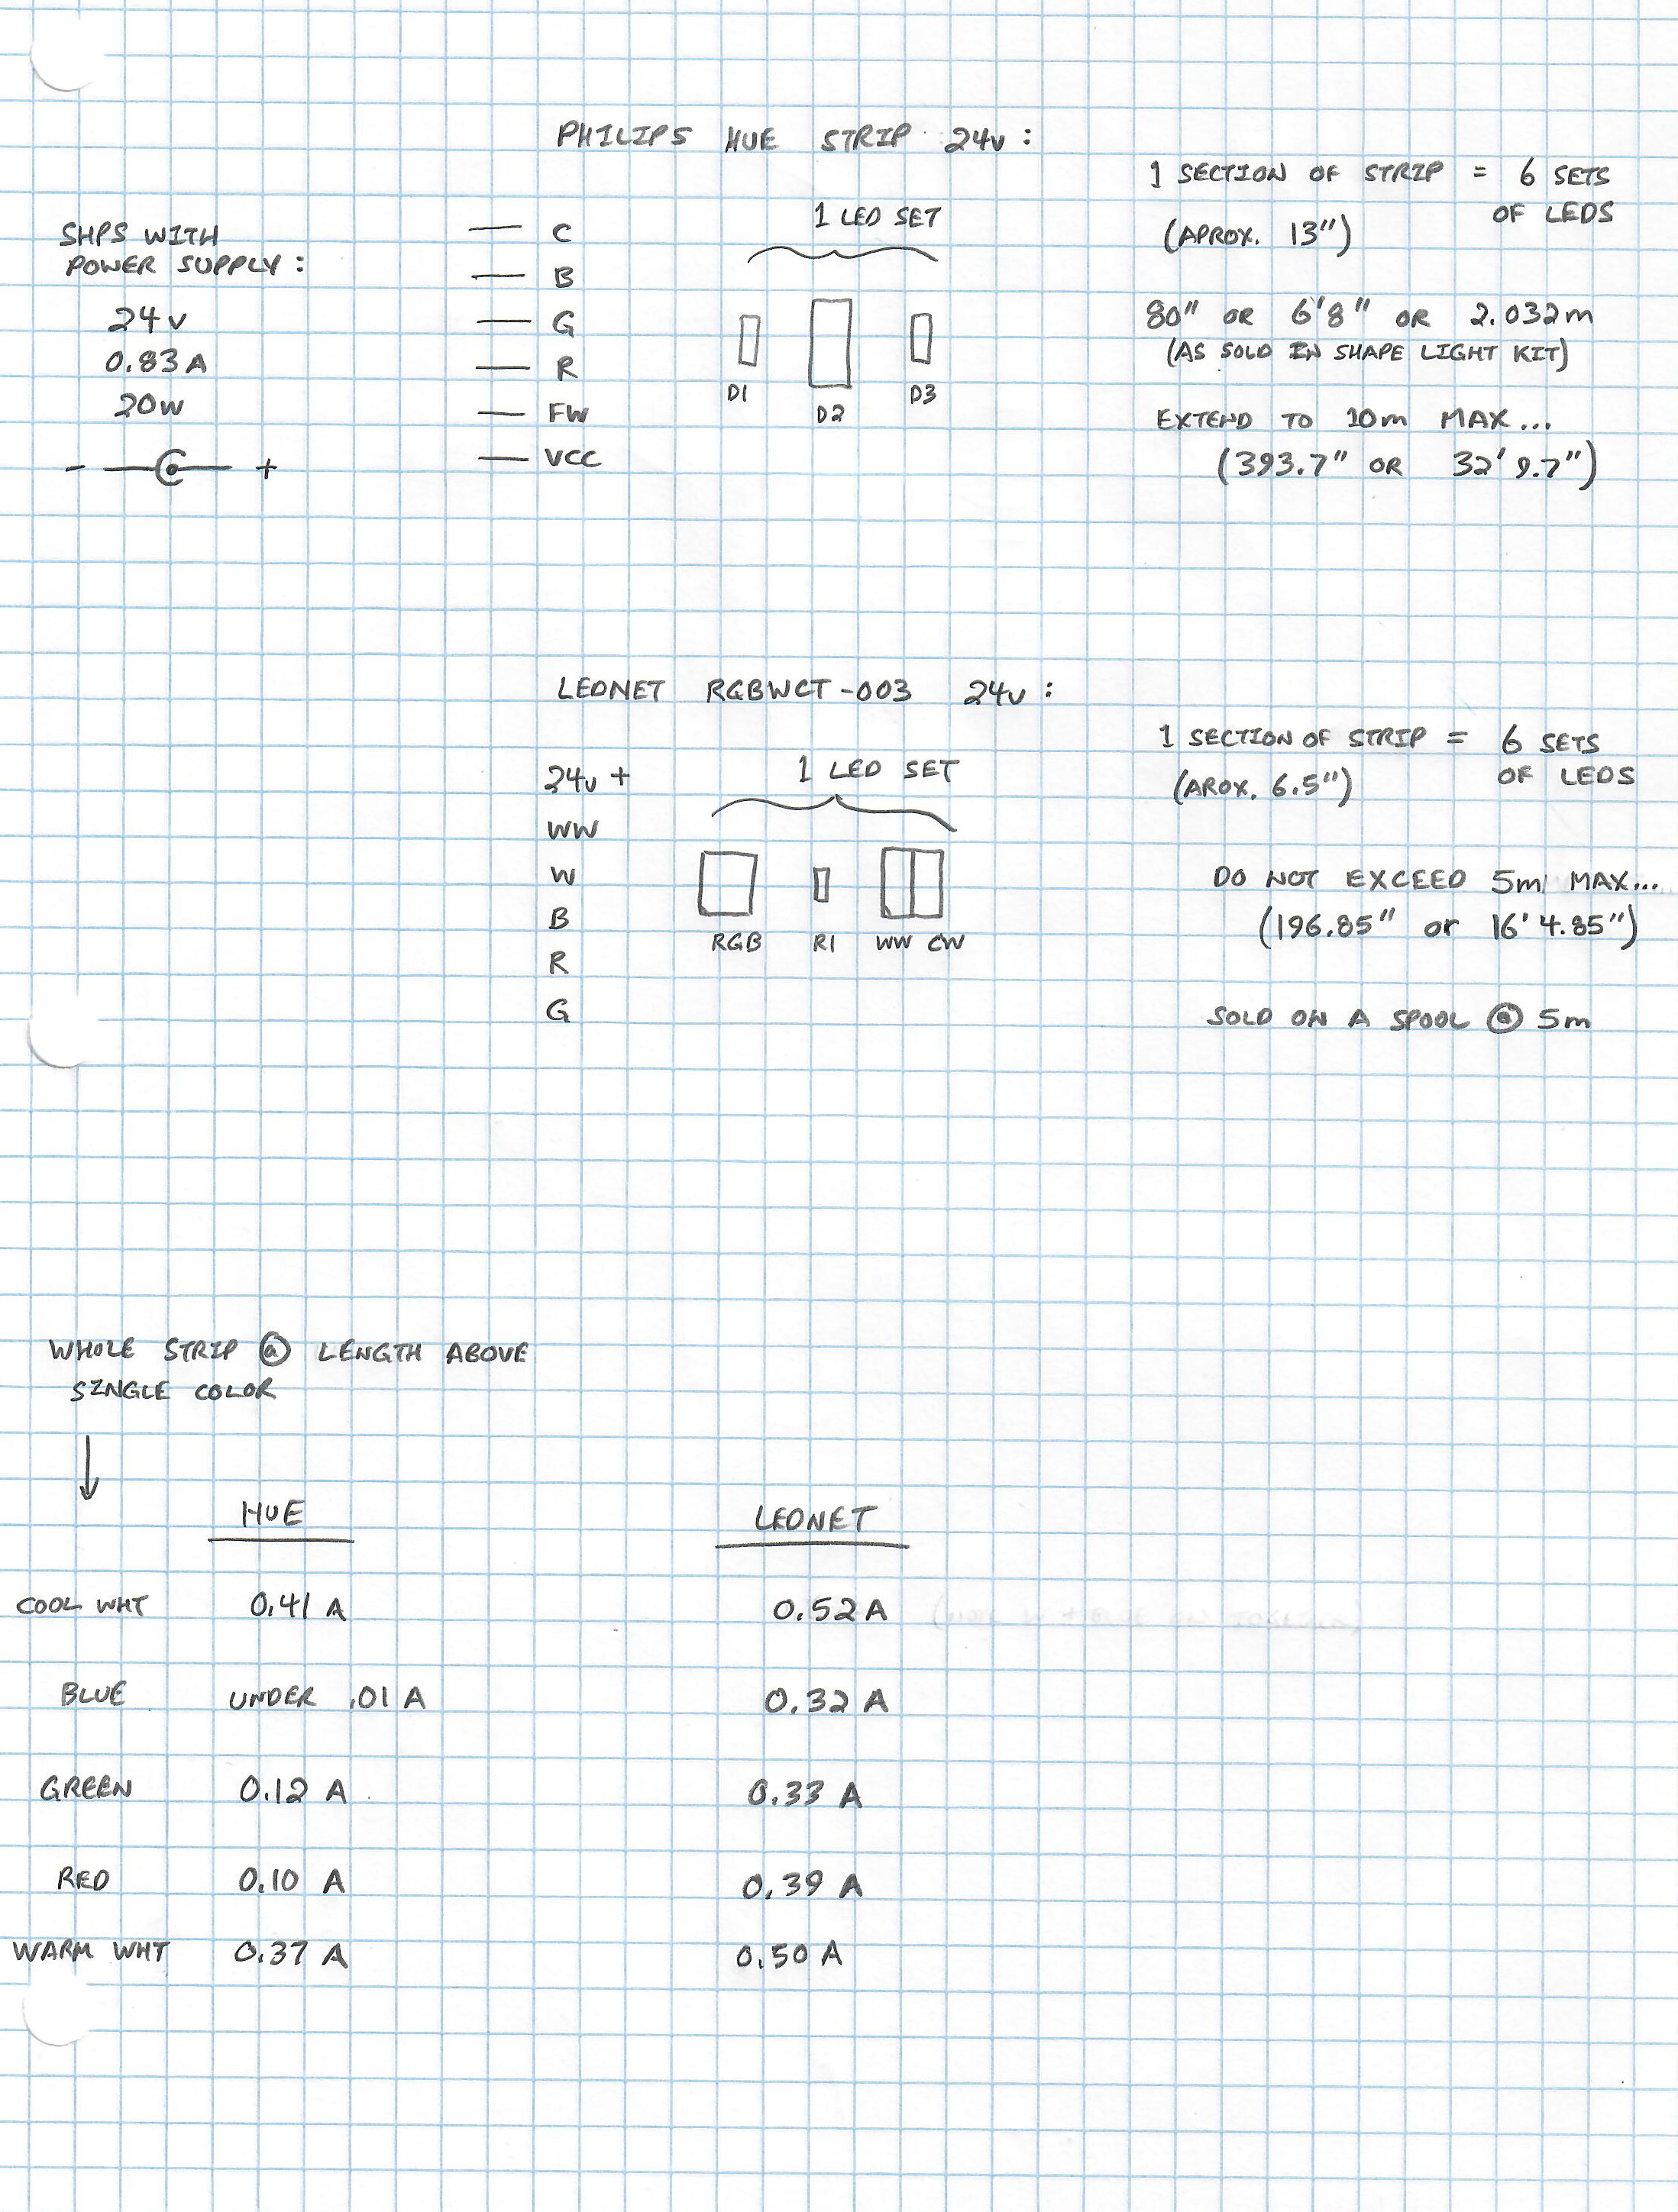 PHILIPS HUE STRIP 24v:
SHPS WITH
POWER SUPPLY:
24v
0.83A
20W
- C +
C
B
G
R
FW
VCC
1 LED SET
D1
D2
D3
1 SECTION OF STRIP = 6 SETS
OF LEDS
(APROX. 13")
80" OR 6'8" OR 2.032m
(AS SOLD IN SHAPE LIGHT KIT)
EXTEND TO 10m MAX...
(393.7" OR 32' 9.7")
LEDNET RGBWCT-003 24v:
24v +
WW
W
B
R
G
1 LED SET
RGB R1 WW CW
1 SECTION OF STRIP = 6 SETS
OF LEDS
(AROX. 6.5")
DO NOT EXCEED 5m MAX...
(196.85" or 16' 4.85")
SOLD ON A SPOOL @ 5m
WHOLE STRIP @ LENGTH ABOVE
SINGLE COLOR
HUE LEDNET
COOL WHT 0.41 A 0.52A
BLUE UNDER .01 A 0.32 A
GREEN 0.12 A 0.33 A
RED 0.10 A 0.39 A
WARM WHT 0.37 A 0.50 A